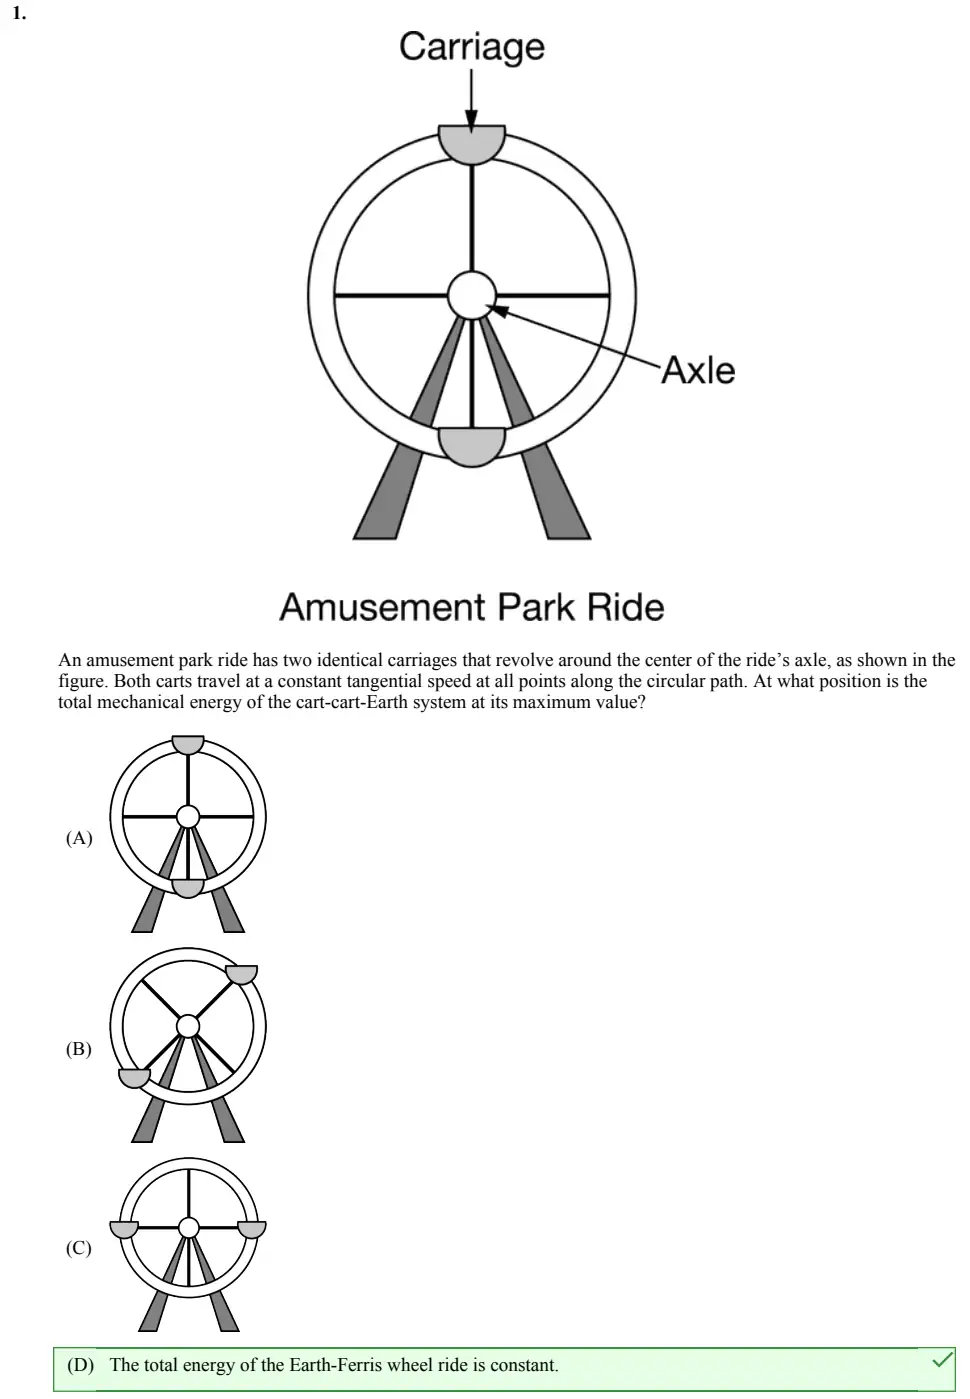 1.
Carriage
Axle
Amusement Park Ride
An amusement park ride has two identical carriages that revolve around the center of the ride’s axle, as shown in the
figure. Both carts travel at a constant tangential speed at all points along the circular path. At what position is the
total mechanical energy of the cart-cart-Earth system at its maximum value?
(A)
(B)
(C)
(D) The total energy of the Earth-Ferris wheel ride is constant.